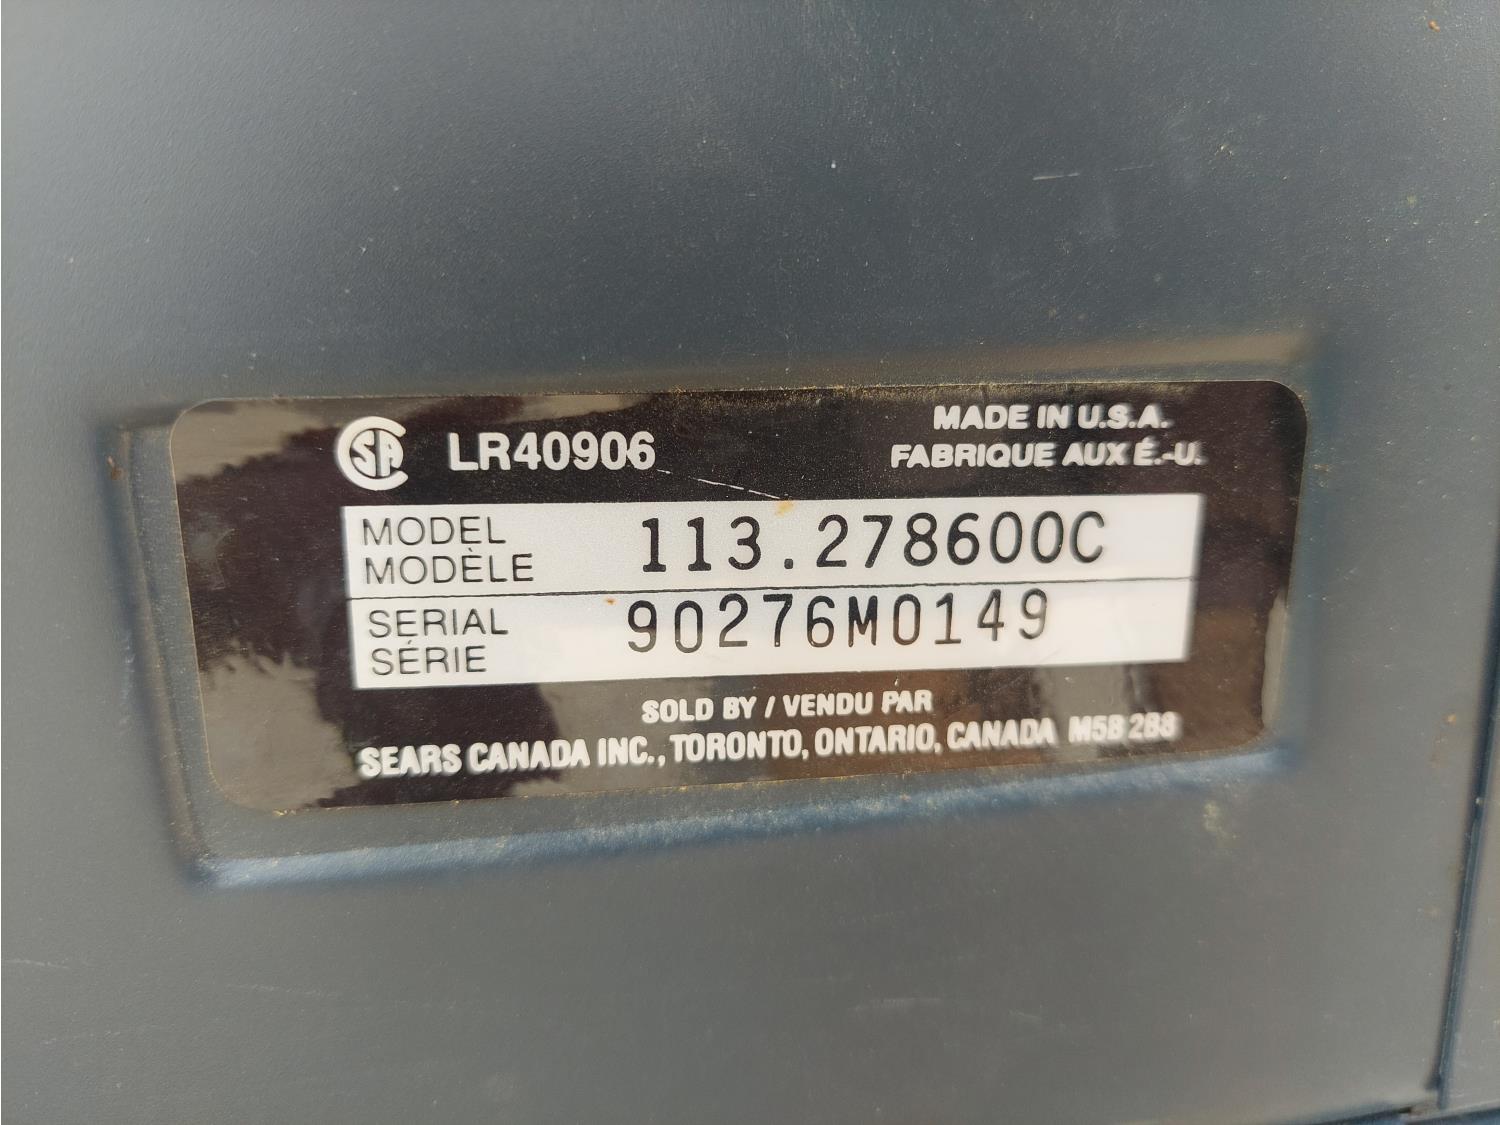 CSA LR40906
MADE IN U.S.A.
FABRIQUE AUX É.-U.
MODEL
MODÈLE
113.278600C
SERIAL
SÉRIE
90276M0149
SOLD BY / VENDU PAR
SEARS CANADA INC., TORONTO, ONTARIO, CANADA M5B 2B8